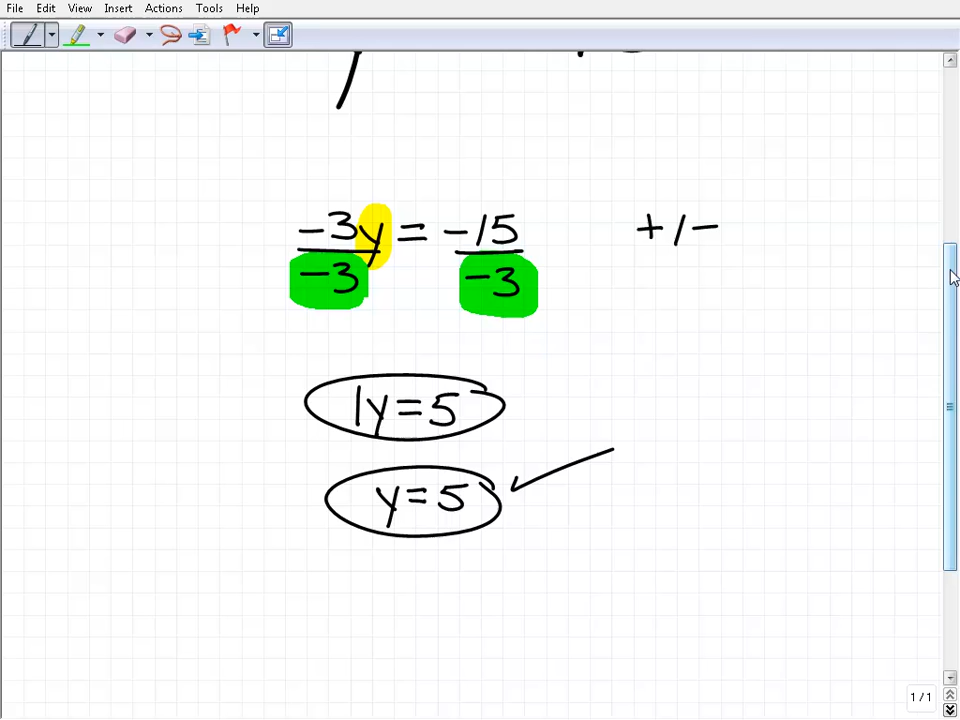 File Edit View Insert Actions Tools Help
-3y = -15 +/-
-3 -3
1y = 5
y = 5
1 / 1